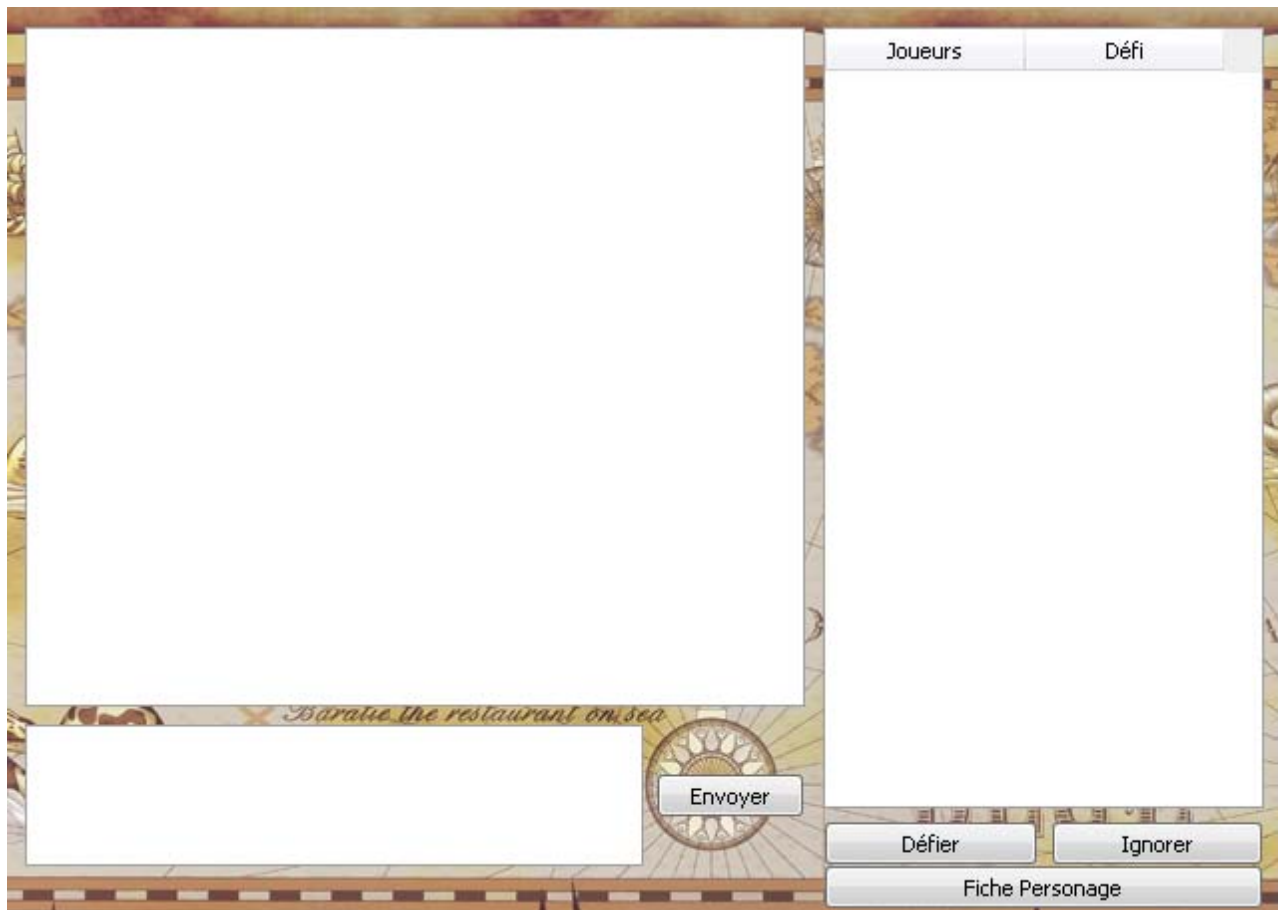 Joueurs Défi
Baratie the restaurant on sea
Envoyer
Défier Ignorer
Fiche Personage